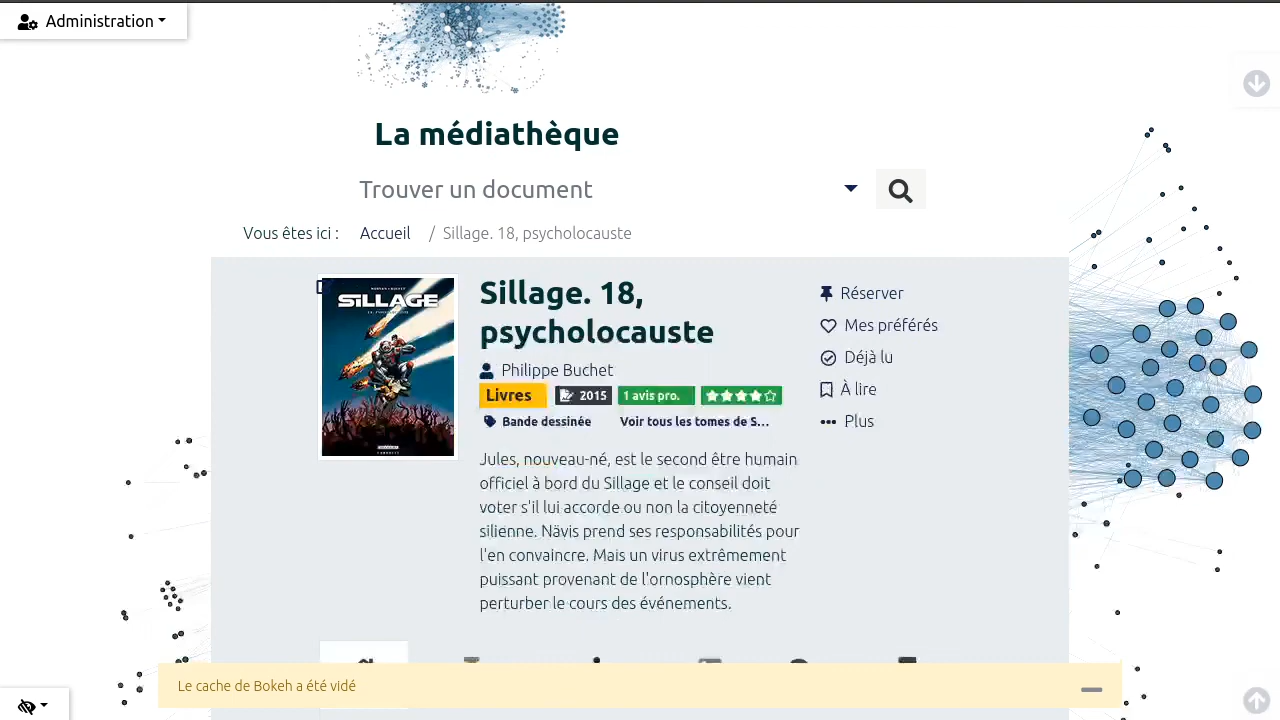 Administration
La médiathèque
Trouver un document
Vous êtes ici : Accueil / Sillage. 18, psycholocauste
SILLAGE
Sillage. 18,
psycholocauste
Philippe Buchet
Livres 2015 1 avis pro.
Bande dessinée Voir tous les tomes de S…
Jules, nouveau-né, est le second être humain
officiel à bord du Sillage et le conseil doit
voter s'il lui accorde ou non la citoyenneté
silienne. Nävis prend ses responsabilités pour
l'en convaincre. Mais un virus extrêmement
puissant provenant de l'ornosphère vient
perturber le cours des événements.
Réserver
Mes préférés
Déjà lu
À lire
Plus
Le cache de Bokeh a été vidé